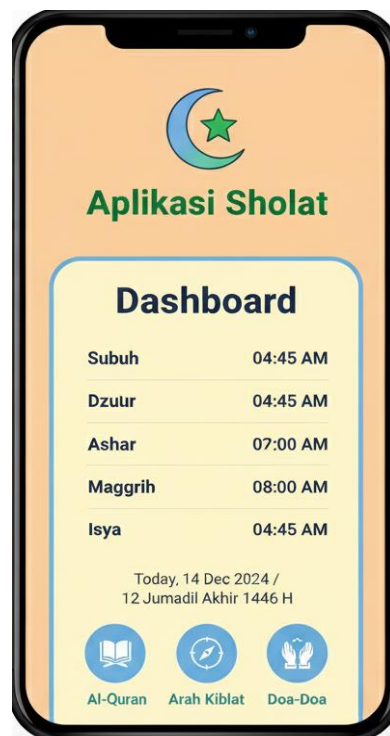 Aplikasi Sholat
Dashboard
Subuh 04:45 AM
Dzuur 04:45 AM
Ashar 07:00 AM
Maggrih 08:00 AM
Isya 04:45 AM
Today, 14 Dec 2024 /
12 Jumadil Akhir 1446 H
Al-Quran Arah Kiblat Doa-Doa